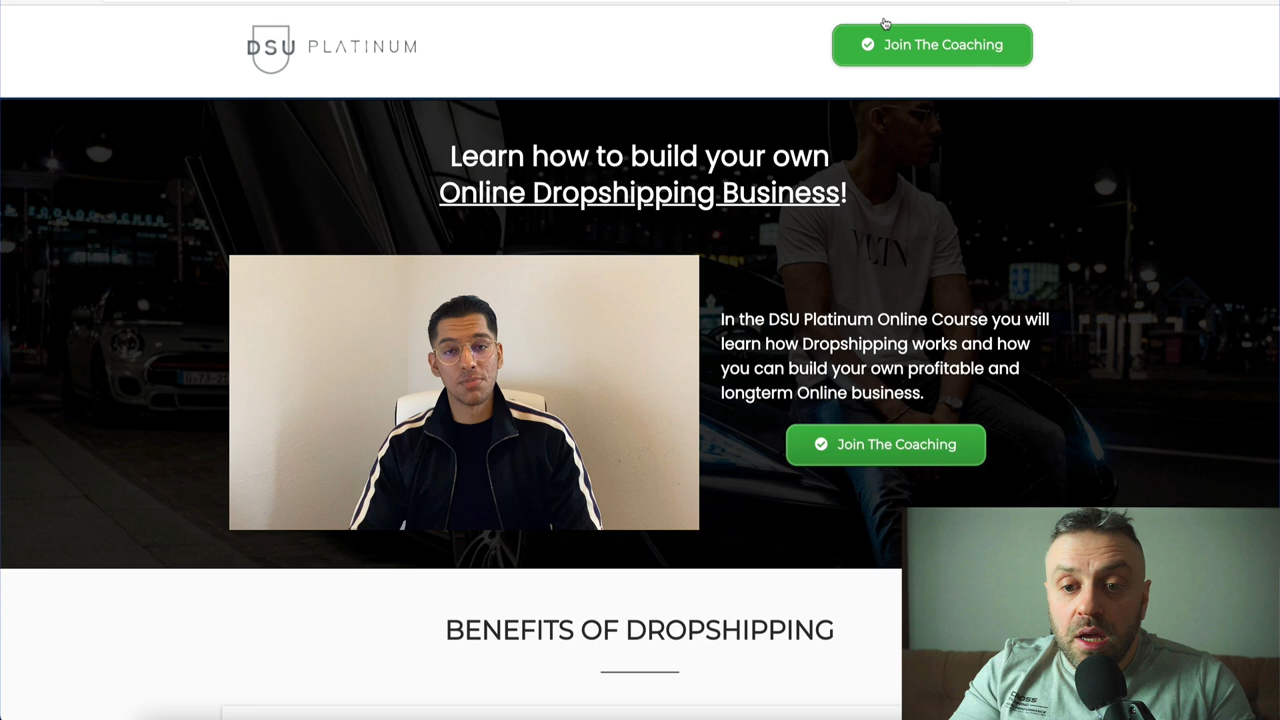 DSU PLATINUM
Join The Coaching
Learn how to build your own
Online Dropshipping Business!
In the DSU Platinum Online Course you will
learn how Dropshipping works and how
you can build your own profitable and
longterm Online business.
Join The Coaching
BENEFITS OF DROPSHIPPING